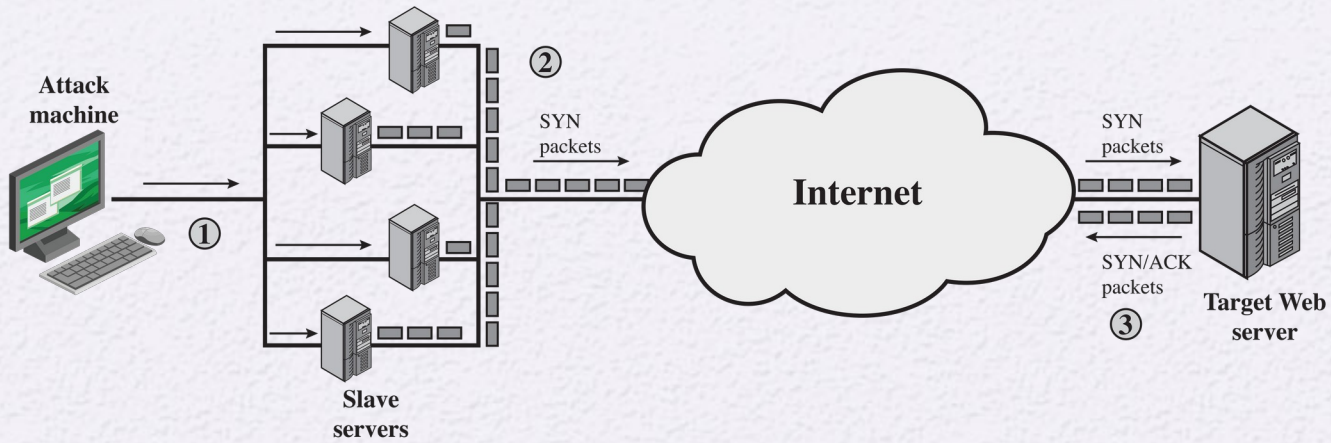 Attack
machine
1
2
SYN
packets
Internet
SYN
packets
SYN/ACK
packets
3
Target Web
server
Slave
servers